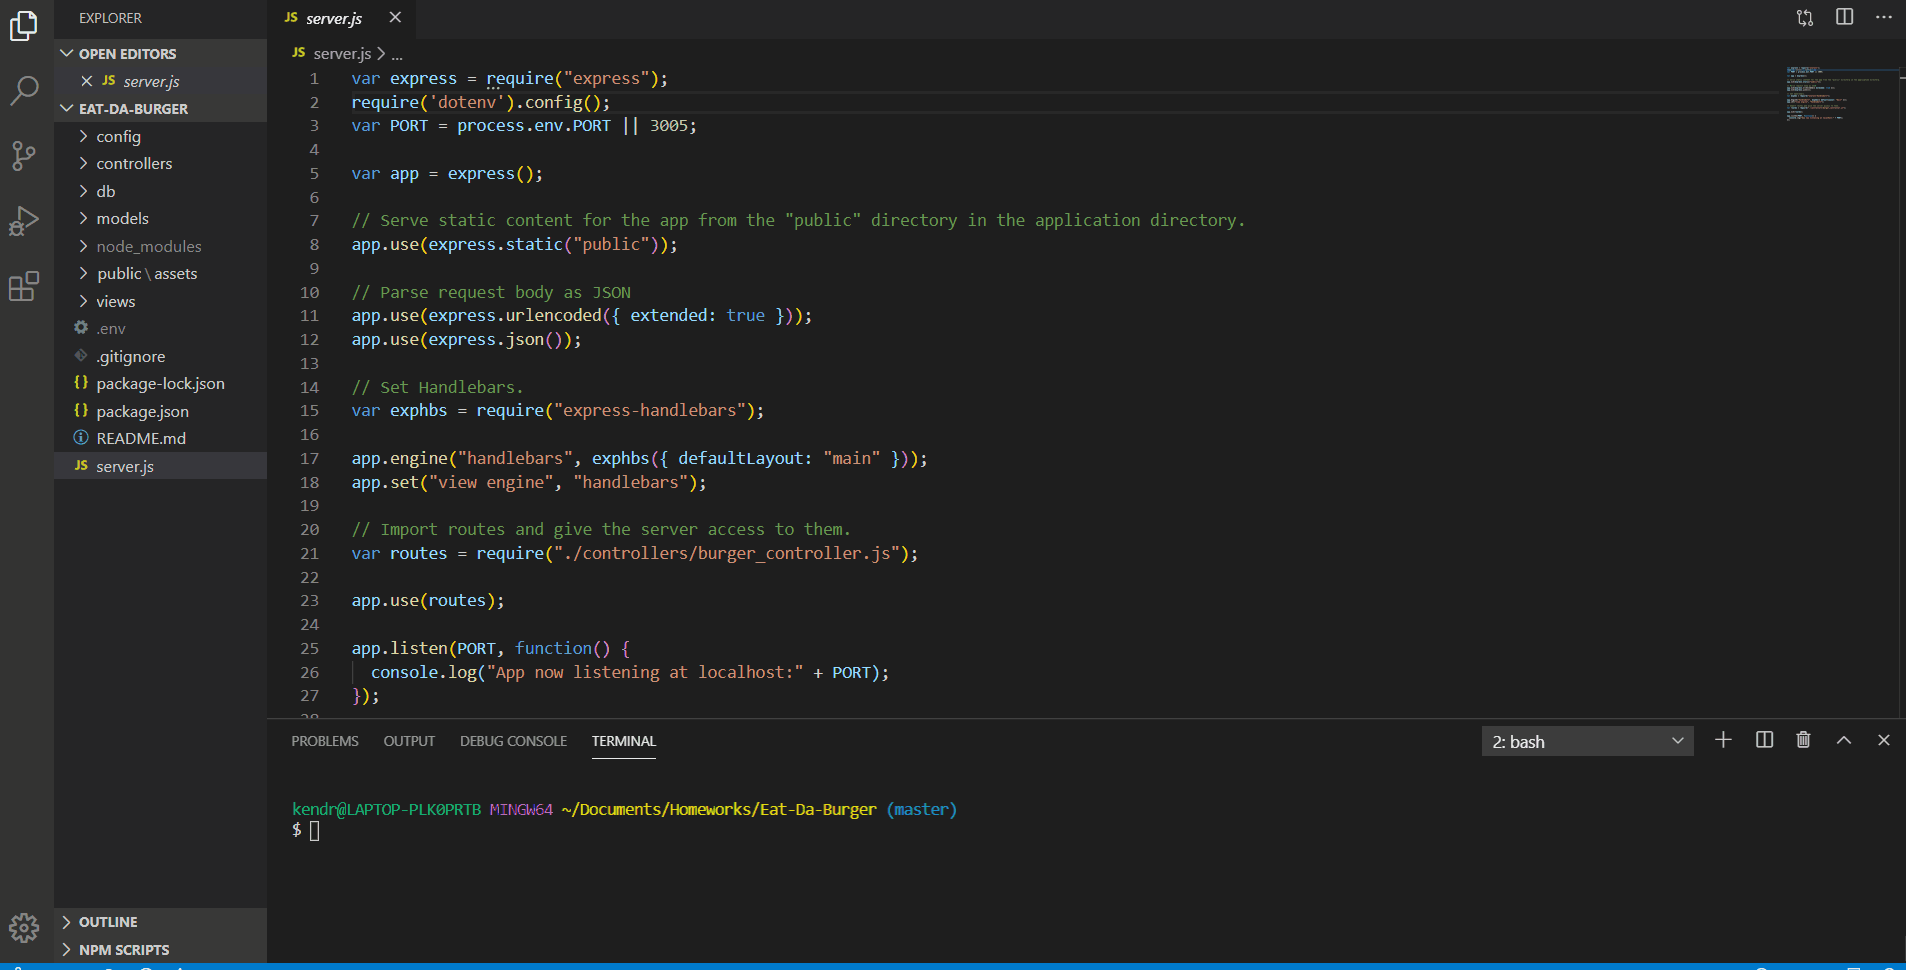 EXPLORER
OPEN EDITORS
JS server.js
EAT-DA-BURGER
config
controllers
db
models
node_modules
public\assets
views
.env
.gitignore
{} package-lock.json
{} package.json
README.md
JS server.js
OUTLINE
NPM SCRIPTS
JS server.js
JS server.js > ...
1 var express = require("express");
2 require('dotenv').config();
3 var PORT = process.env.PORT || 3005;
4
5 var app = express();
6
7 // Serve static content for the app from the "public" directory in the application directory.
8 app.use(express.static("public"));
9
10 // Parse request body as JSON
11 app.use(express.urlencoded({ extended: true }));
12 app.use(express.json());
13
14 // Set Handlebars.
15 var exphbs = require("express-handlebars");
16
17 app.engine("handlebars", exphbs({ defaultLayout: "main" }));
18 app.set("view engine", "handlebars");
19
20 // Import routes and give the server access to them.
21 var routes = require("./controllers/burger_controller.js");
22
23 app.use(routes);
24
25 app.listen(PORT, function() {
26 console.log("App now listening at localhost:" + PORT);
27 });
28
PROBLEMS OUTPUT DEBUG CONSOLE TERMINAL 2: bash
kendr@LAPTOP-PLK0PRTB MINGW64 ~/Documents/Homeworks/Eat-Da-Burger (master)
$